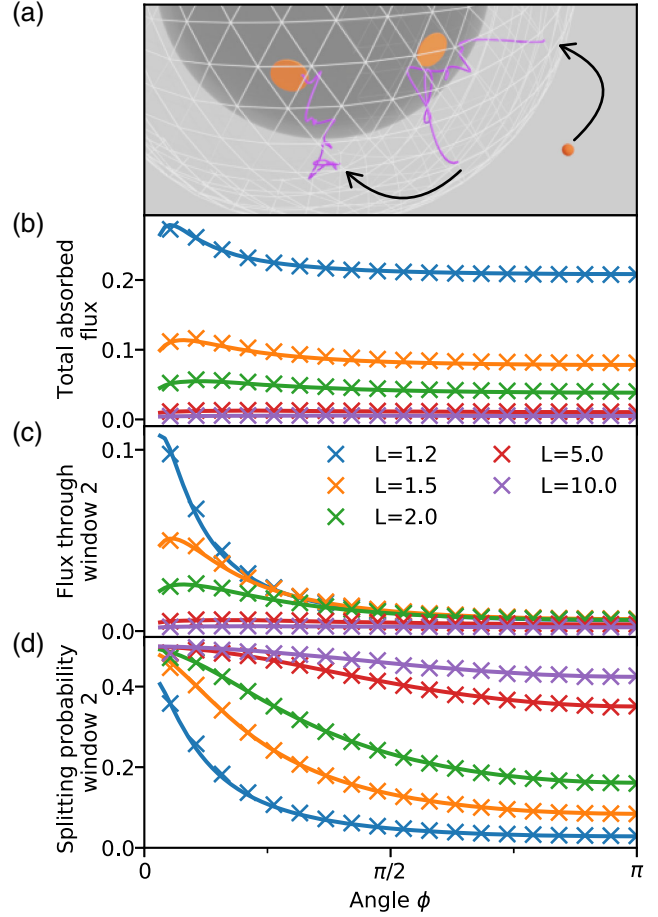 (a)
(b)
Total absorbed
flux
0.2
0.1
0.0
(c)
Flux through
window 2
0.1
0.0
L=1.2
L=1.5
L=2.0
L=5.0
L=10.0
(d)
Splitting probability
window 2
0.4
0.2
0.0
0
π/2
π
Angle ϕ